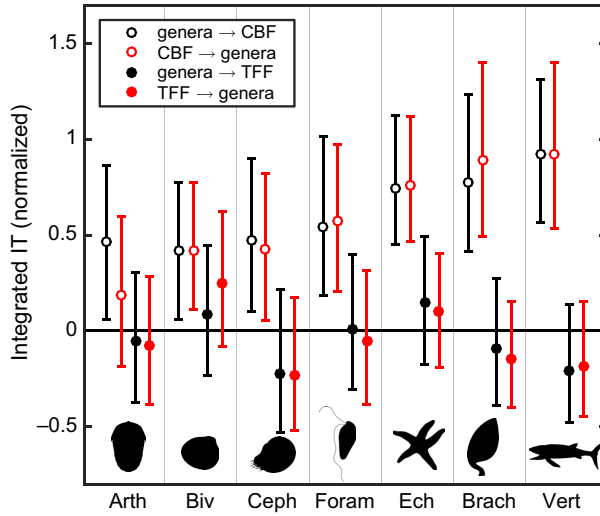 genera → CBF
CBF → genera
genera → TFF
TFF → genera
Integrated IT (normalized)
1.5
1
0.5
0
–0.5
Arth Biv Ceph Foram Ech Brach Vert